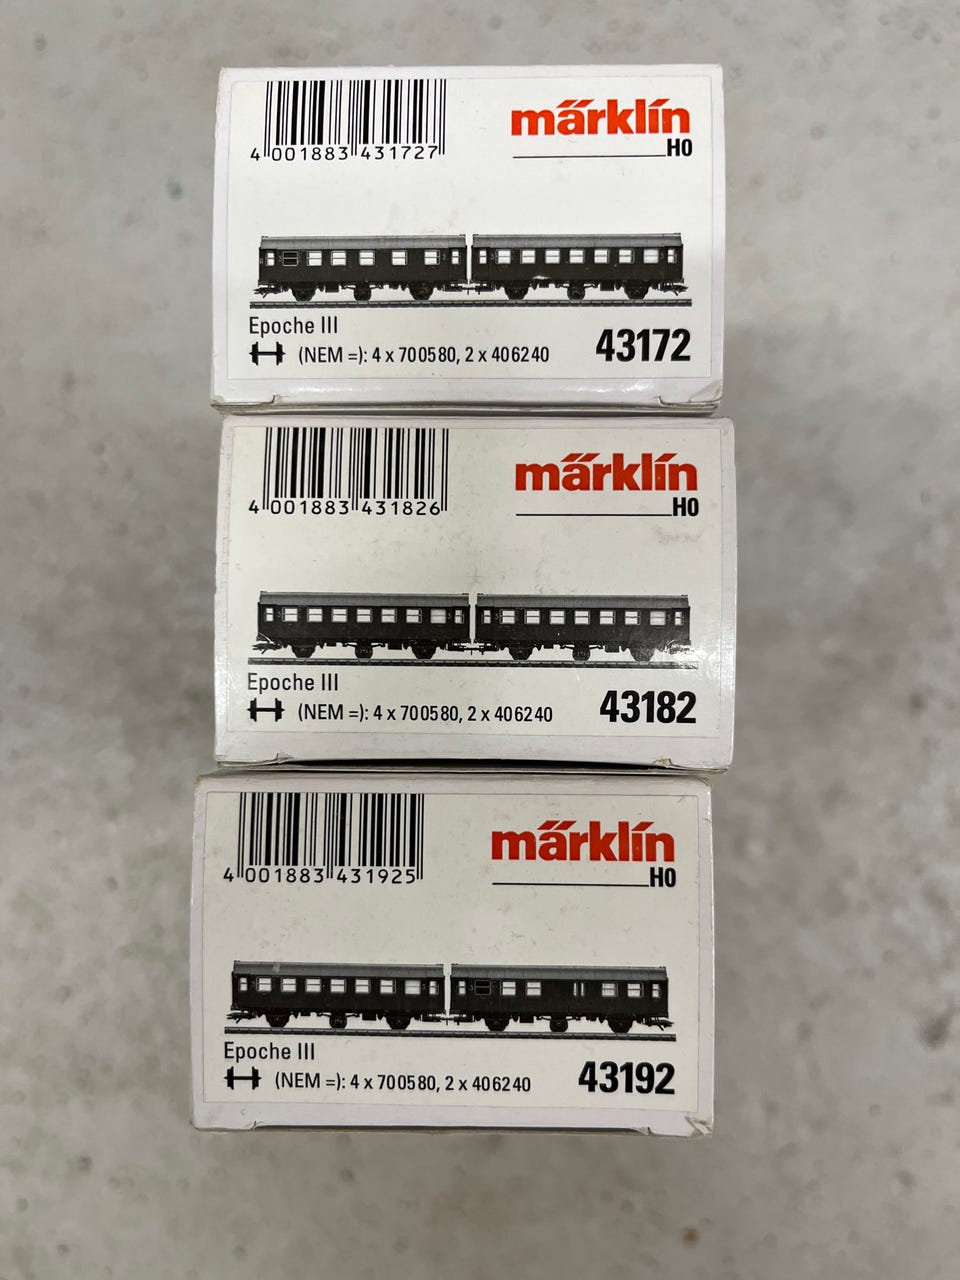 4 001883 431727
märklin
H0
Epoche III
(NEM =): 4 x 700580, 2 x 406240
43172
4 001883 431826
märklin
H0
Epoche III
(NEM =): 4 x 700580, 2 x 406240
43182
4 001883 431925
märklin
H0
Epoche III
(NEM =): 4 x 700580, 2 x 406240
43192